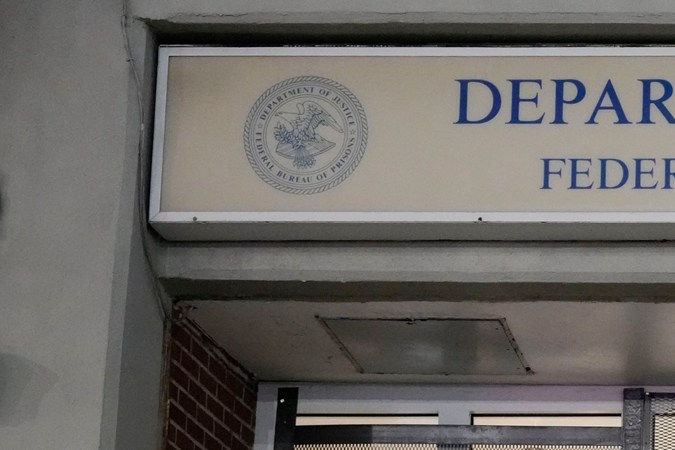 DEPARTMENT OF JUSTICE
FEDERAL BUREAU OF PRISONS
DEPAR
FEDER